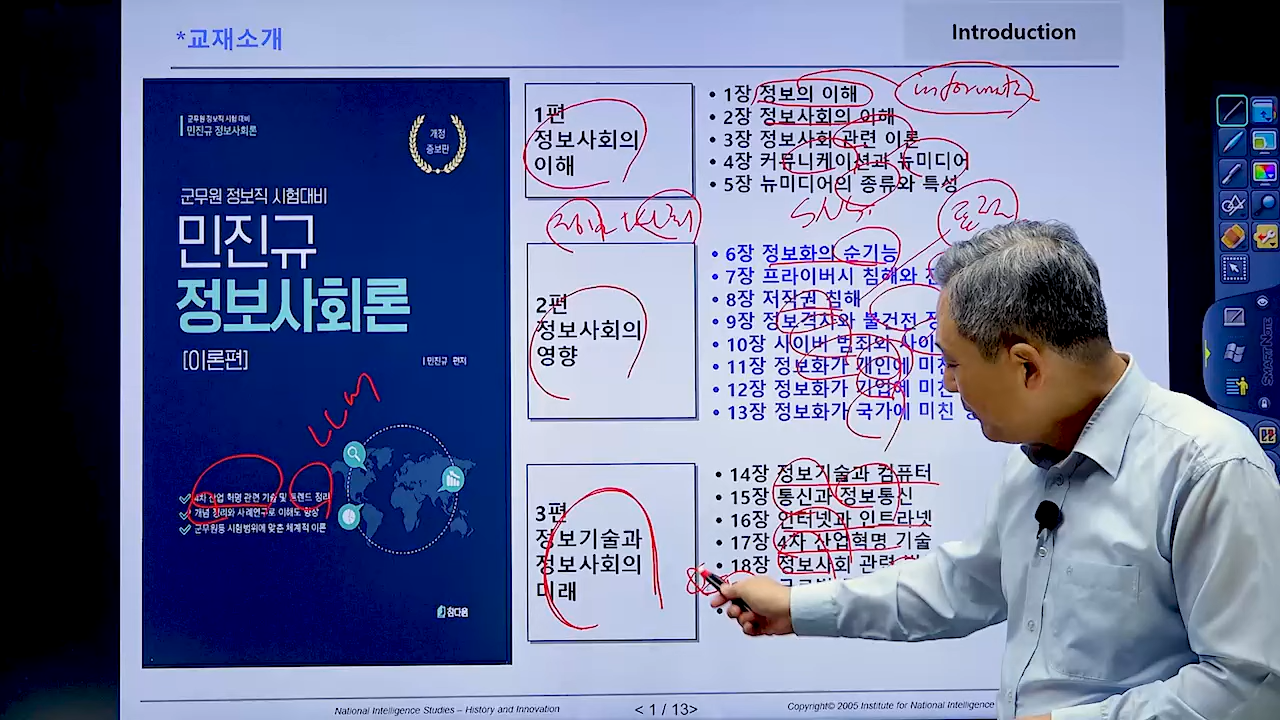 *교재소개
Introduction
군무원 정보직 시험 대비
민진규 정보사회론
개정
증보판
군무원 정보직 시험대비
민진규
정보사회론
[이론편]
민진규 편저
4차 산업 혁명 관련 기술 및 트렌드 정리
개념 정리와 사례연구로 이해도 향상
군무원등 시험범위에 맞춘 체계적 이론
참다움
1편
정보사회의
이해
• 1장 정보의 이해
• 2장 정보사회의 이해
• 3장 정보사회 관련 이론
• 4장 커뮤니케이션과 뉴미디어
• 5장 뉴미디어의 종류와 특성
SNS
2편
정보사회의
영향
• 6장 정보화의 순기능
• 7장 프라이버시 침해와
• 8장 저작권 침해
• 9장 정보격차와 불건전
• 10장 사이버 범죄와
• 11장 정보화가 개인에 미친
• 12장 정보화가 기업에 미친
• 13장 정보화가 국가에 미친
3편
정보기술과
정보사회의
미래
• 14장 정보기술과 컴퓨터
• 15장 통신과 정보통신
• 16장 인터넷과 인트라넷
• 17장 4차 산업혁명 기술
• 18장 정보사회 관련
National Intelligence Studies – History and Innovation
< 1 / 13>
Copyright© 2005 Institute for National Intelligence
SMART NOTE